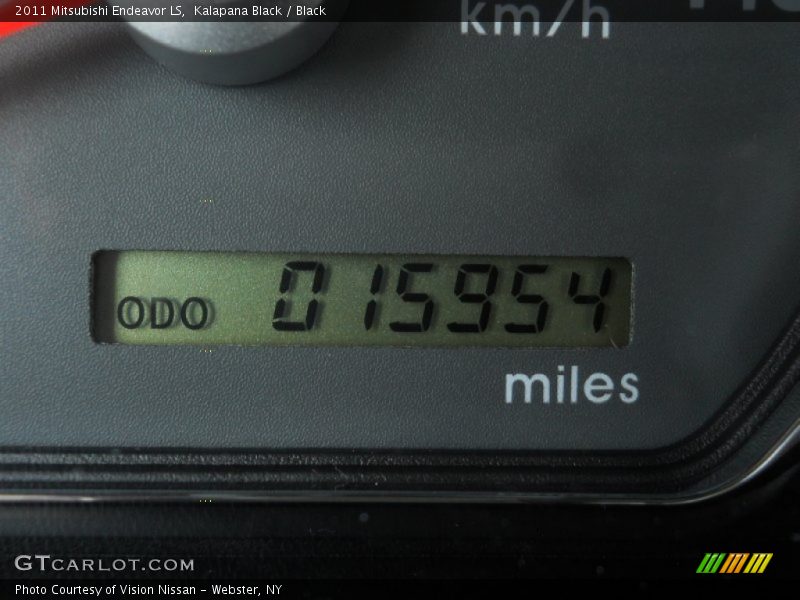 2011 Mitsubishi Endeavor LS, Kalapana Black / Black
km/h
ODO 015954
miles
GTCARLOT.COM
Photo Courtesy of Vision Nissan - Webster, NY